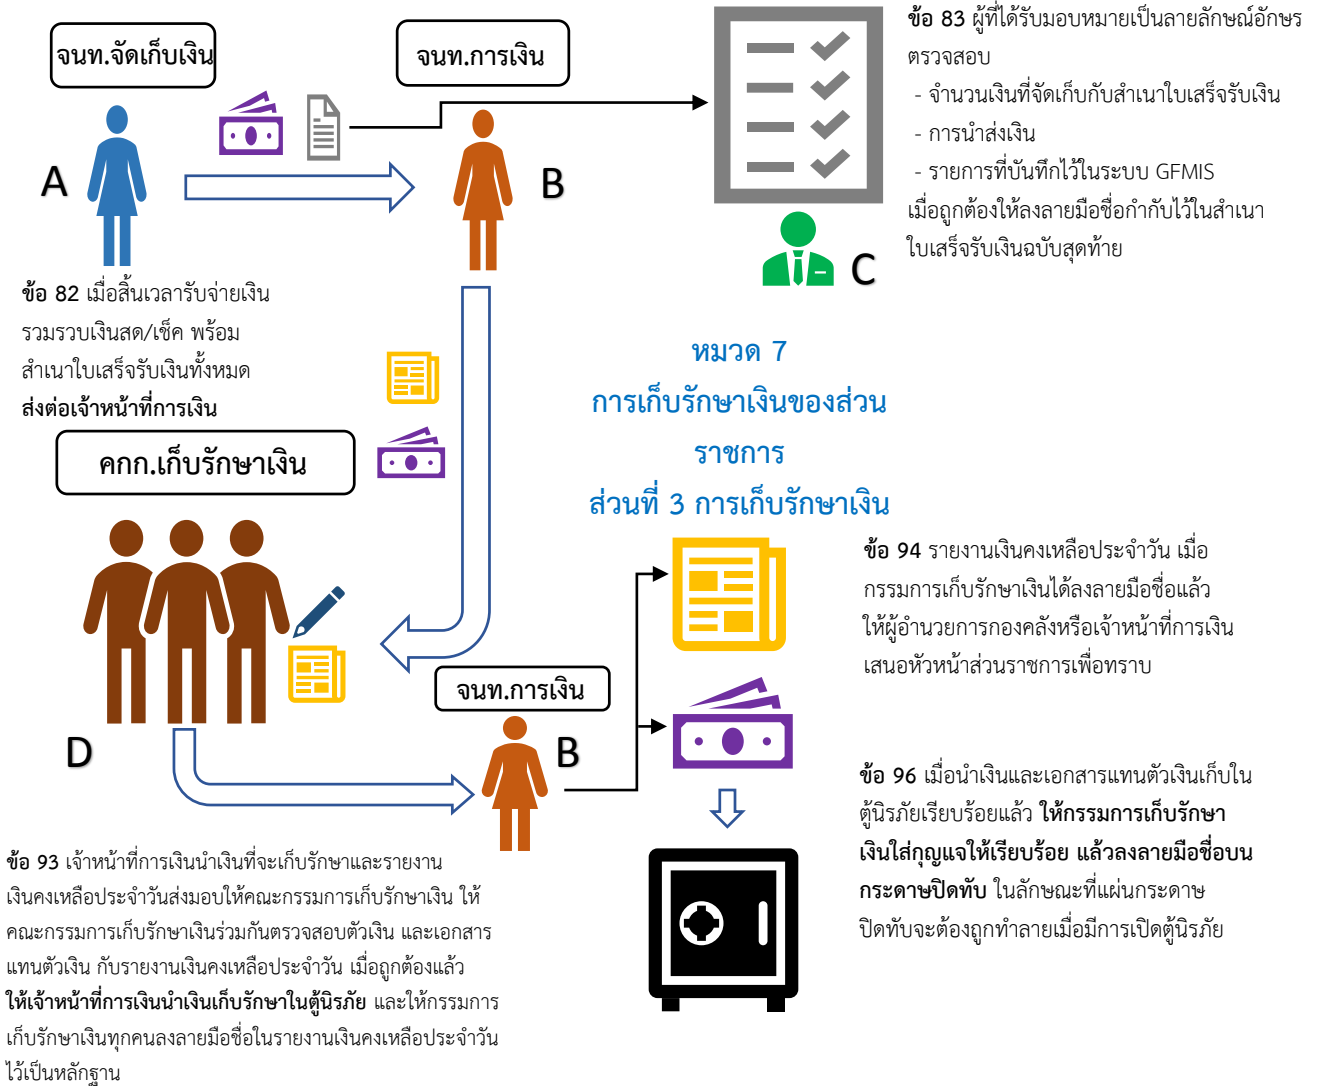 จนท.จัดเก็บเงิน
จนท.การเงิน
A
B
ข้อ 83 ผู้ที่ได้รับมอบหมายเป็นลายลักษณ์อักษร
ตรวจสอบ
- จำนวนเงินที่จัดเก็บกับสำเนาใบเสร็จรับเงิน
- การนำส่งเงิน
- รายการที่บันทึกไว้ในระบบ GFMIS
เมื่อถูกต้องให้ลงลายมือชื่อกำกับไว้ในสำเนา
ใบเสร็จรับเงินฉบับสุดท้าย
C
ข้อ 82 เมื่อสิ้นเวลารับจ่ายเงิน
รวมรวบเงินสด/เช็ค พร้อม
สำเนาใบเสร็จรับเงินทั้งหมด
ส่งต่อเจ้าหน้าที่การเงิน
หมวด 7
การเก็บรักษาเงินของส่วน
ราชการ
ส่วนที่ 3 การเก็บรักษาเงิน
คกก.เก็บรักษาเงิน
D
จนท.การเงิน
B
ข้อ 94 รายงานเงินคงเหลือประจำวัน เมื่อ
กรรมการเก็บรักษาเงินได้ลงลายมือชื่อแล้ว
ให้ผู้อำนวยการกองคลังหรือเจ้าหน้าที่การเงิน
เสนอหัวหน้าส่วนราชการเพื่อทราบ
ข้อ 96 เมื่อนำเงินและเอกสารแทนตัวเงินเก็บใน
ตู้นิรภัยเรียบร้อยแล้ว ให้กรรมการเก็บรักษา
เงินใส่กุญแจให้เรียบร้อย แล้วลงลายมือชื่อบน
กระดาษปิดทับ ในลักษณะที่แผ่นกระดาษ
ปิดทับจะต้องถูกทำลายเมื่อมีการเปิดตู้นิรภัย
ข้อ 93 เจ้าหน้าที่การเงินนำเงินที่จะเก็บรักษาและรายงาน
เงินคงเหลือประจำวันส่งมอบให้คณะกรรมการเก็บรักษาเงิน ให้
คณะกรรมการเก็บรักษาเงินร่วมกันตรวจสอบตัวเงิน และเอกสาร
แทนตัวเงิน กับรายงานเงินคงเหลือประจำวัน เมื่อถูกต้องแล้ว
ให้เจ้าหน้าที่การเงินนำเงินเก็บรักษาในตู้นิรภัย และให้กรรมการ
เก็บรักษาเงินทุกคนลงลายมือชื่อในรายงานเงินคงเหลือประจำวัน
ไว้เป็นหลักฐาน